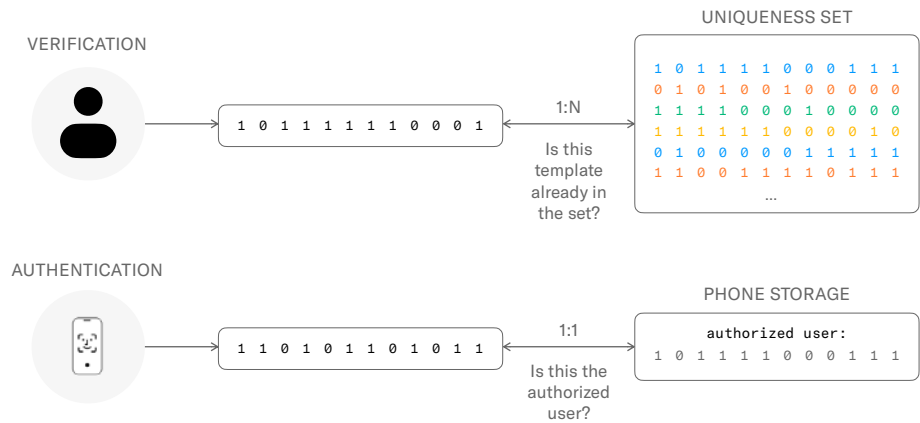 UNIQUENESS SET
VERIFICATION
1 0 1 1 1 1 1 1 0 0 0 1
1:N
Is this
template
already in
the set?
1 0 1 1 1 1 0 0 0 1 1 1
0 1 0 1 0 0 1 0 0 0 0 0
1 1 1 1 0 0 0 1 0 0 0 0
1 1 1 1 1 1 0 0 0 0 1 0
0 1 0 0 0 0 0 1 1 1 1 1
1 1 0 0 1 1 1 1 0 1 1 1
...
AUTHENTICATION
1 1 0 1 0 1 1 0 1 0 1 1
1:1
Is this the
authorized
user?
PHONE STORAGE
authorized user:
1 0 1 1 1 1 0 0 0 1 1 1